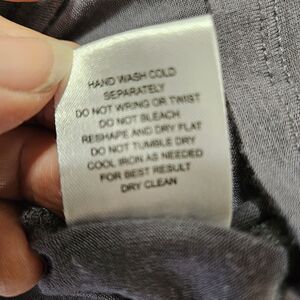 HAND WASH COLD
SEPARATELY
DO NOT WRING OR TWIST
DO NOT BLEACH
RESHAPE AND DRY FLAT
DO NOT TUMBLE DRY
COOL IRON AS NEEDED
FOR BEST RESULT
DRY CLEAN